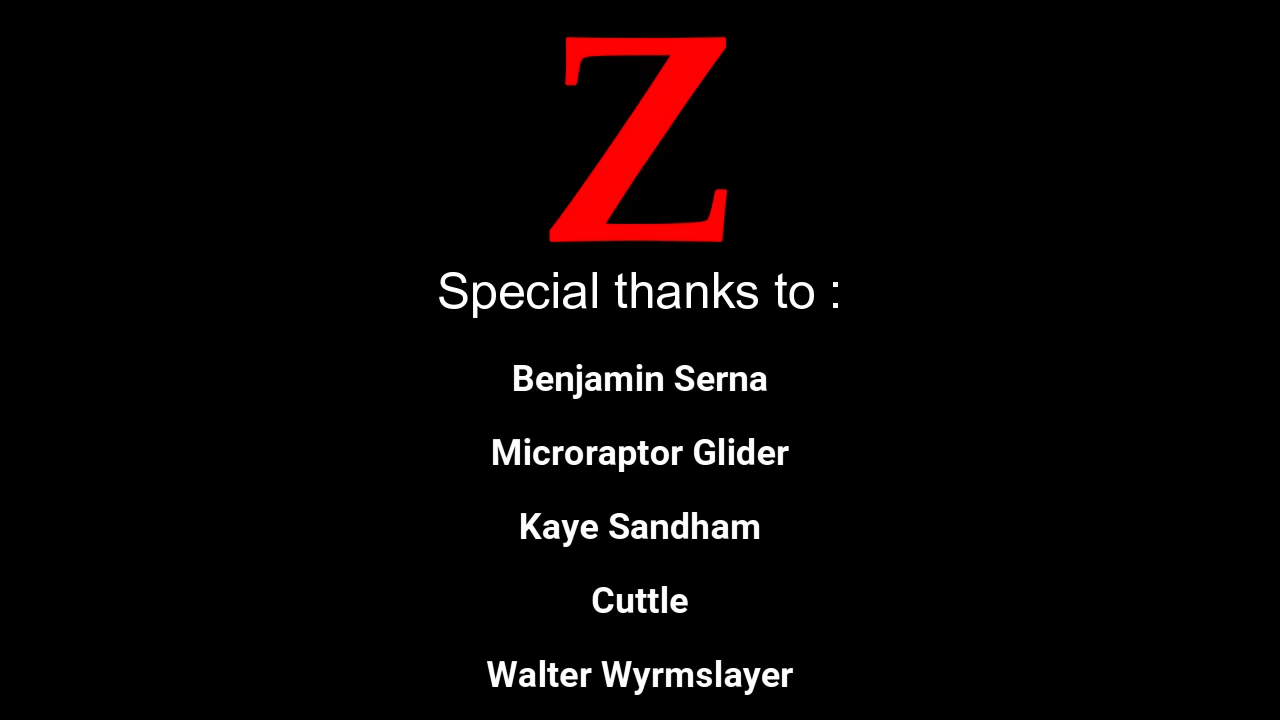 Z
Special thanks to :
Benjamin Serna
Microraptor Glider
Kaye Sandham
Cuttle
Walter Wyrmslayer